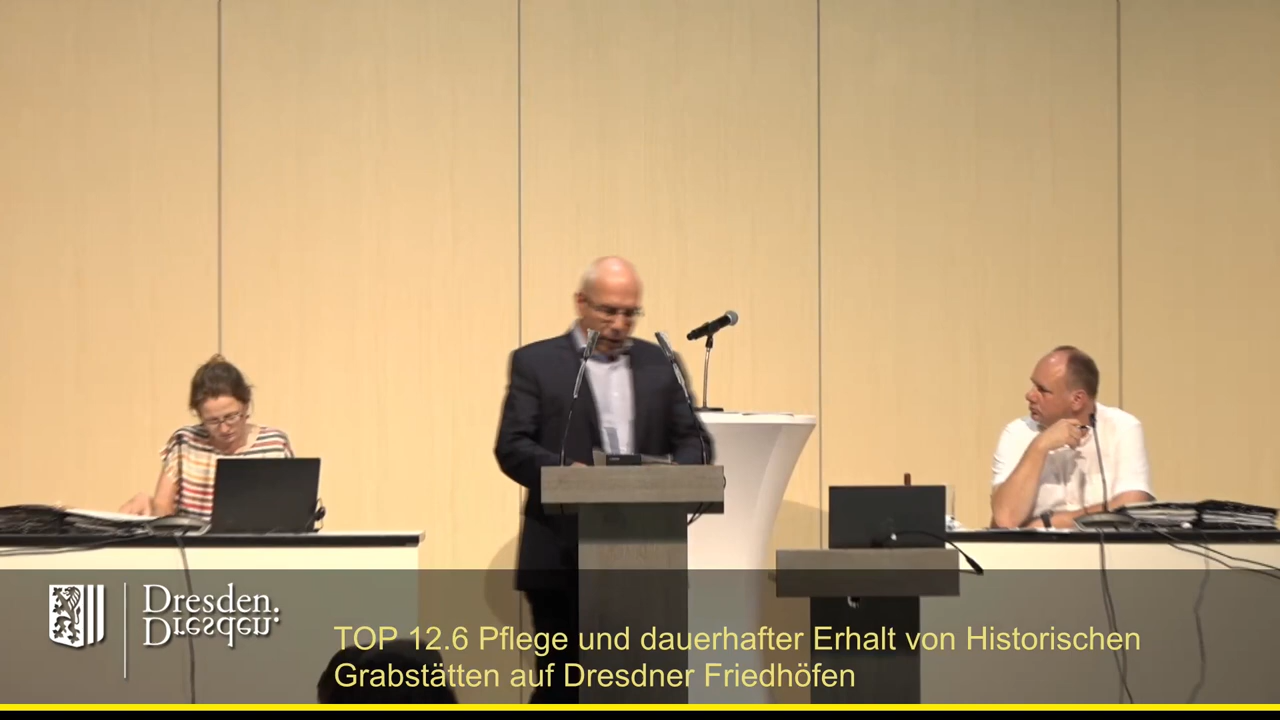 Dresden.
Dresden.
TOP 12.6 Pflege und dauerhafter Erhalt von Historischen
Grabstätten auf Dresdner Friedhöfen